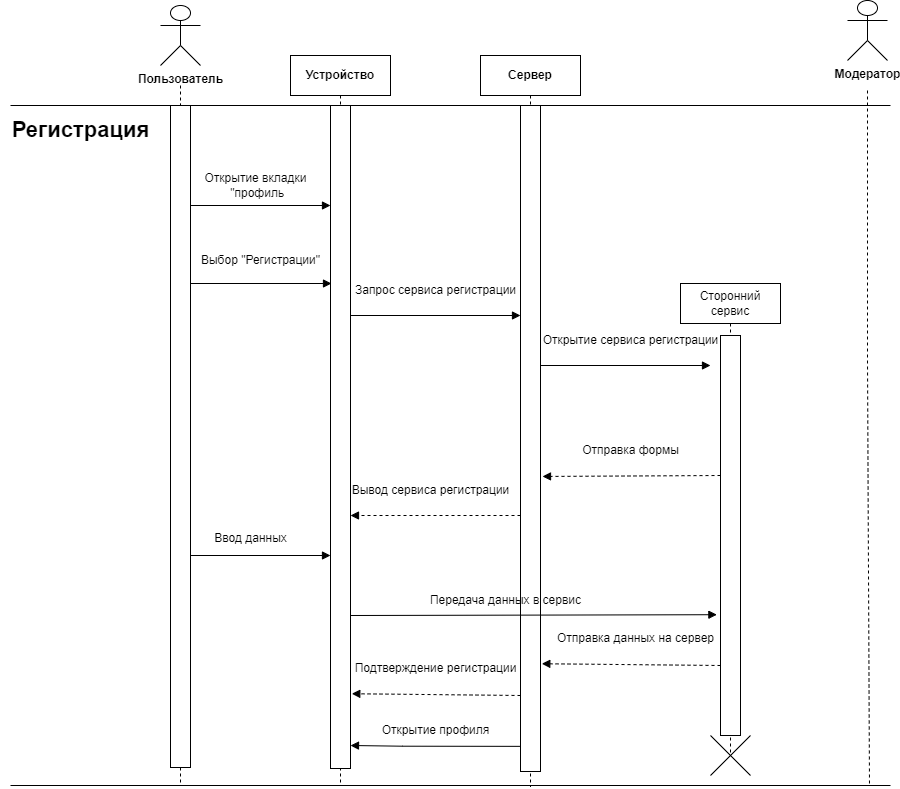 Пользователь
Устройство
Сервер
Модератор
Регистрация
Открытие вкладки
"профиль
Выбор "Регистрации"
Запрос сервиса регистрации
Сторонний
сервис
Открытие сервиса регистрации
Отправка формы
Вывод сервиса регистрации
Ввод данных
Передача данных в сервис
Отправка данных на сервер
Подтверждение регистрации
Открытие профиля